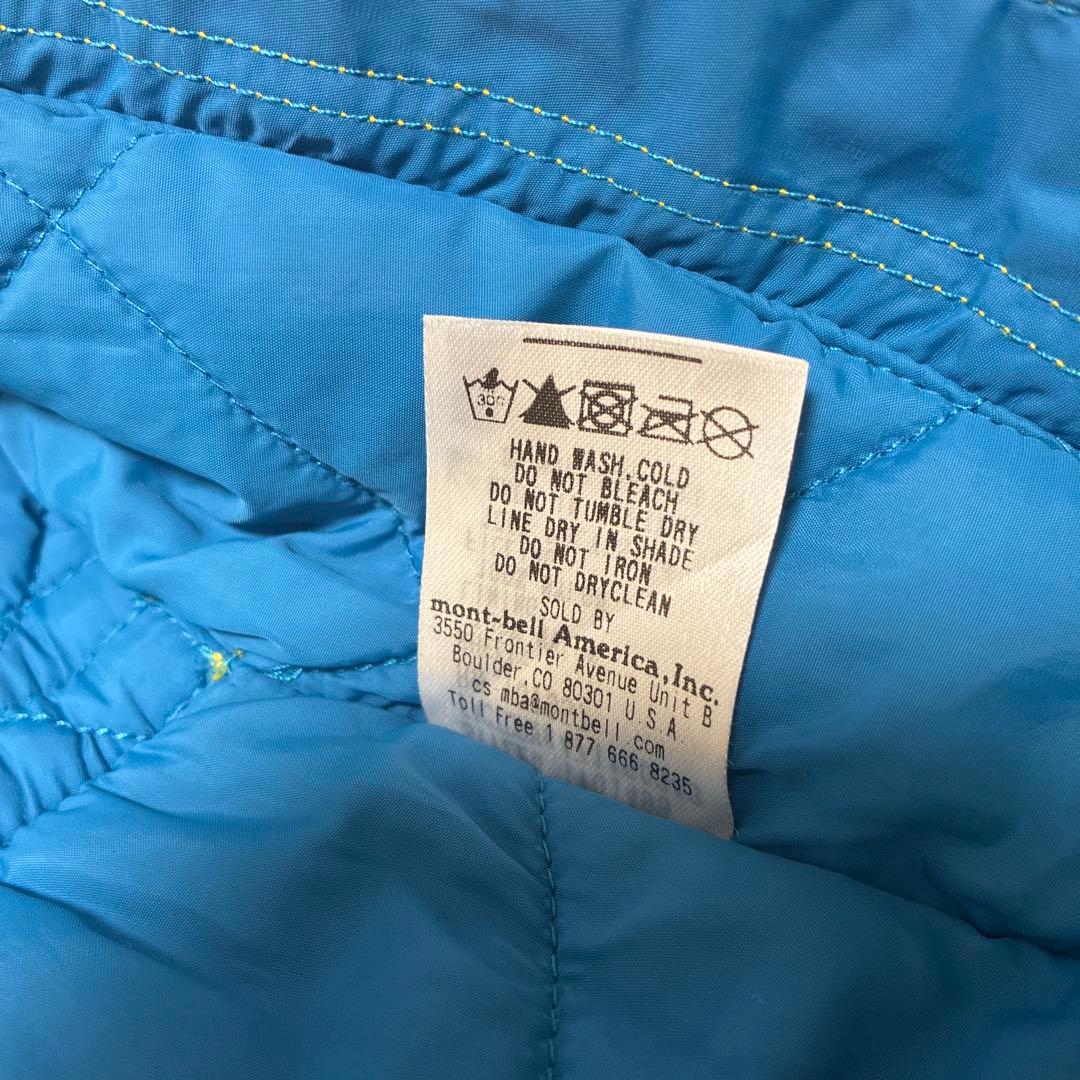 30°
HAND WASH,COLD
DO NOT BLEACH
DO NOT TUMBLE DRY
LINE DRY IN SHADE
DO NOT IRON
DO NOT DRYCLEAN
SOLD BY
mont-bell America,Inc.
3550 Frontier Avenue Unit B
Boulder,CO 80301 U.S.A.
cs mba@montbell.com
Toll Free.1 877 666 8235